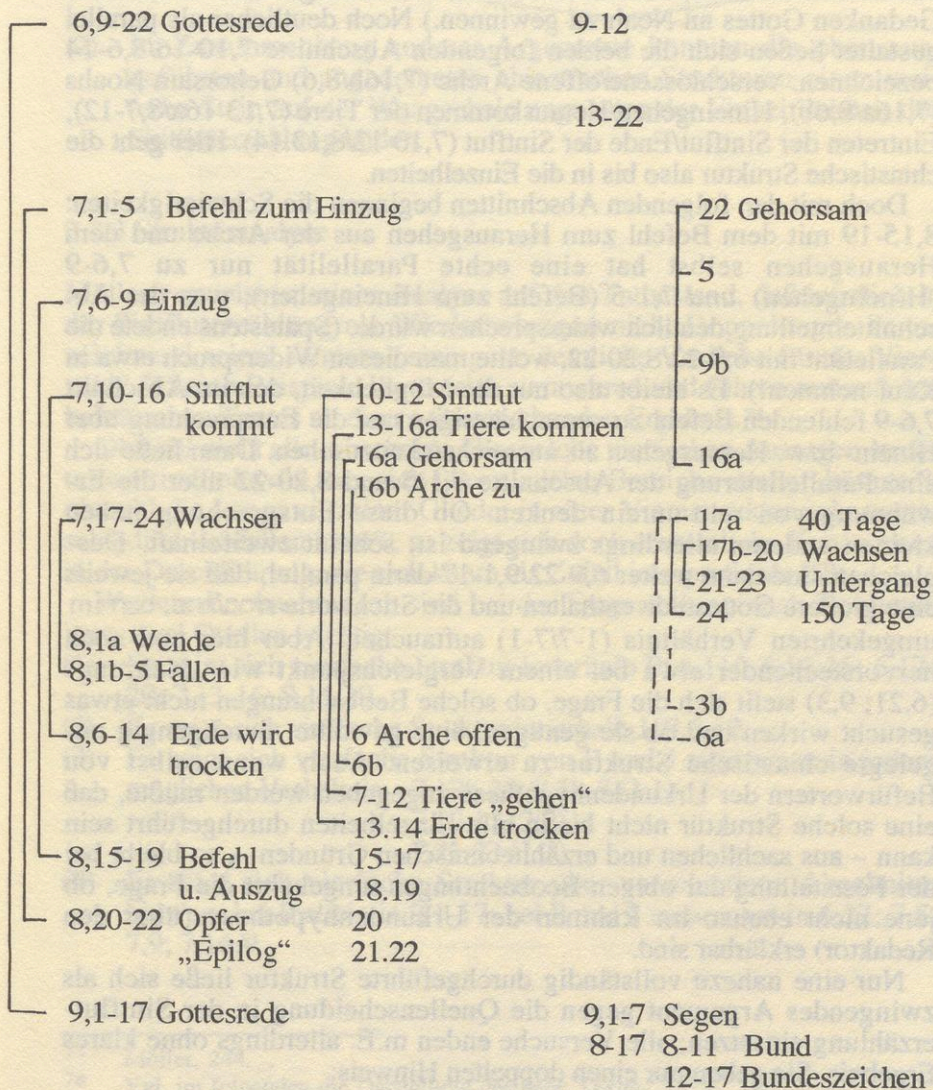 6,9-22 Gottesrede 9-12
13-22
7,1-5 Befehl zum Einzug 22 Gehorsam
5
7,6-9 Einzug
9b
7,10-16 Sintflut 10-12 Sintflut
kommt 13-16a Tiere kommen
16a Gehorsam 16a
16b Arche zu
7,17-24 Wachsen 17a 40 Tage
17b-20 Wachsen
21-23 Untergang
24 150 Tage
8,1a Wende
8,1b-5 Fallen
3b
8,6-14 Erde wird 6 Arche offen 6a
trocken 6b
7-12 Tiere „gehen“
13.14 Erde trocken
8,15-19 Befehl 15-17
u. Auszug 18.19
8,20-22 Opfer 20
„Epilog“ 21.22
9,1-17 Gottesrede 9,1-7 Segen
8-17 8-11 Bund
12-17 Bundeszeichen